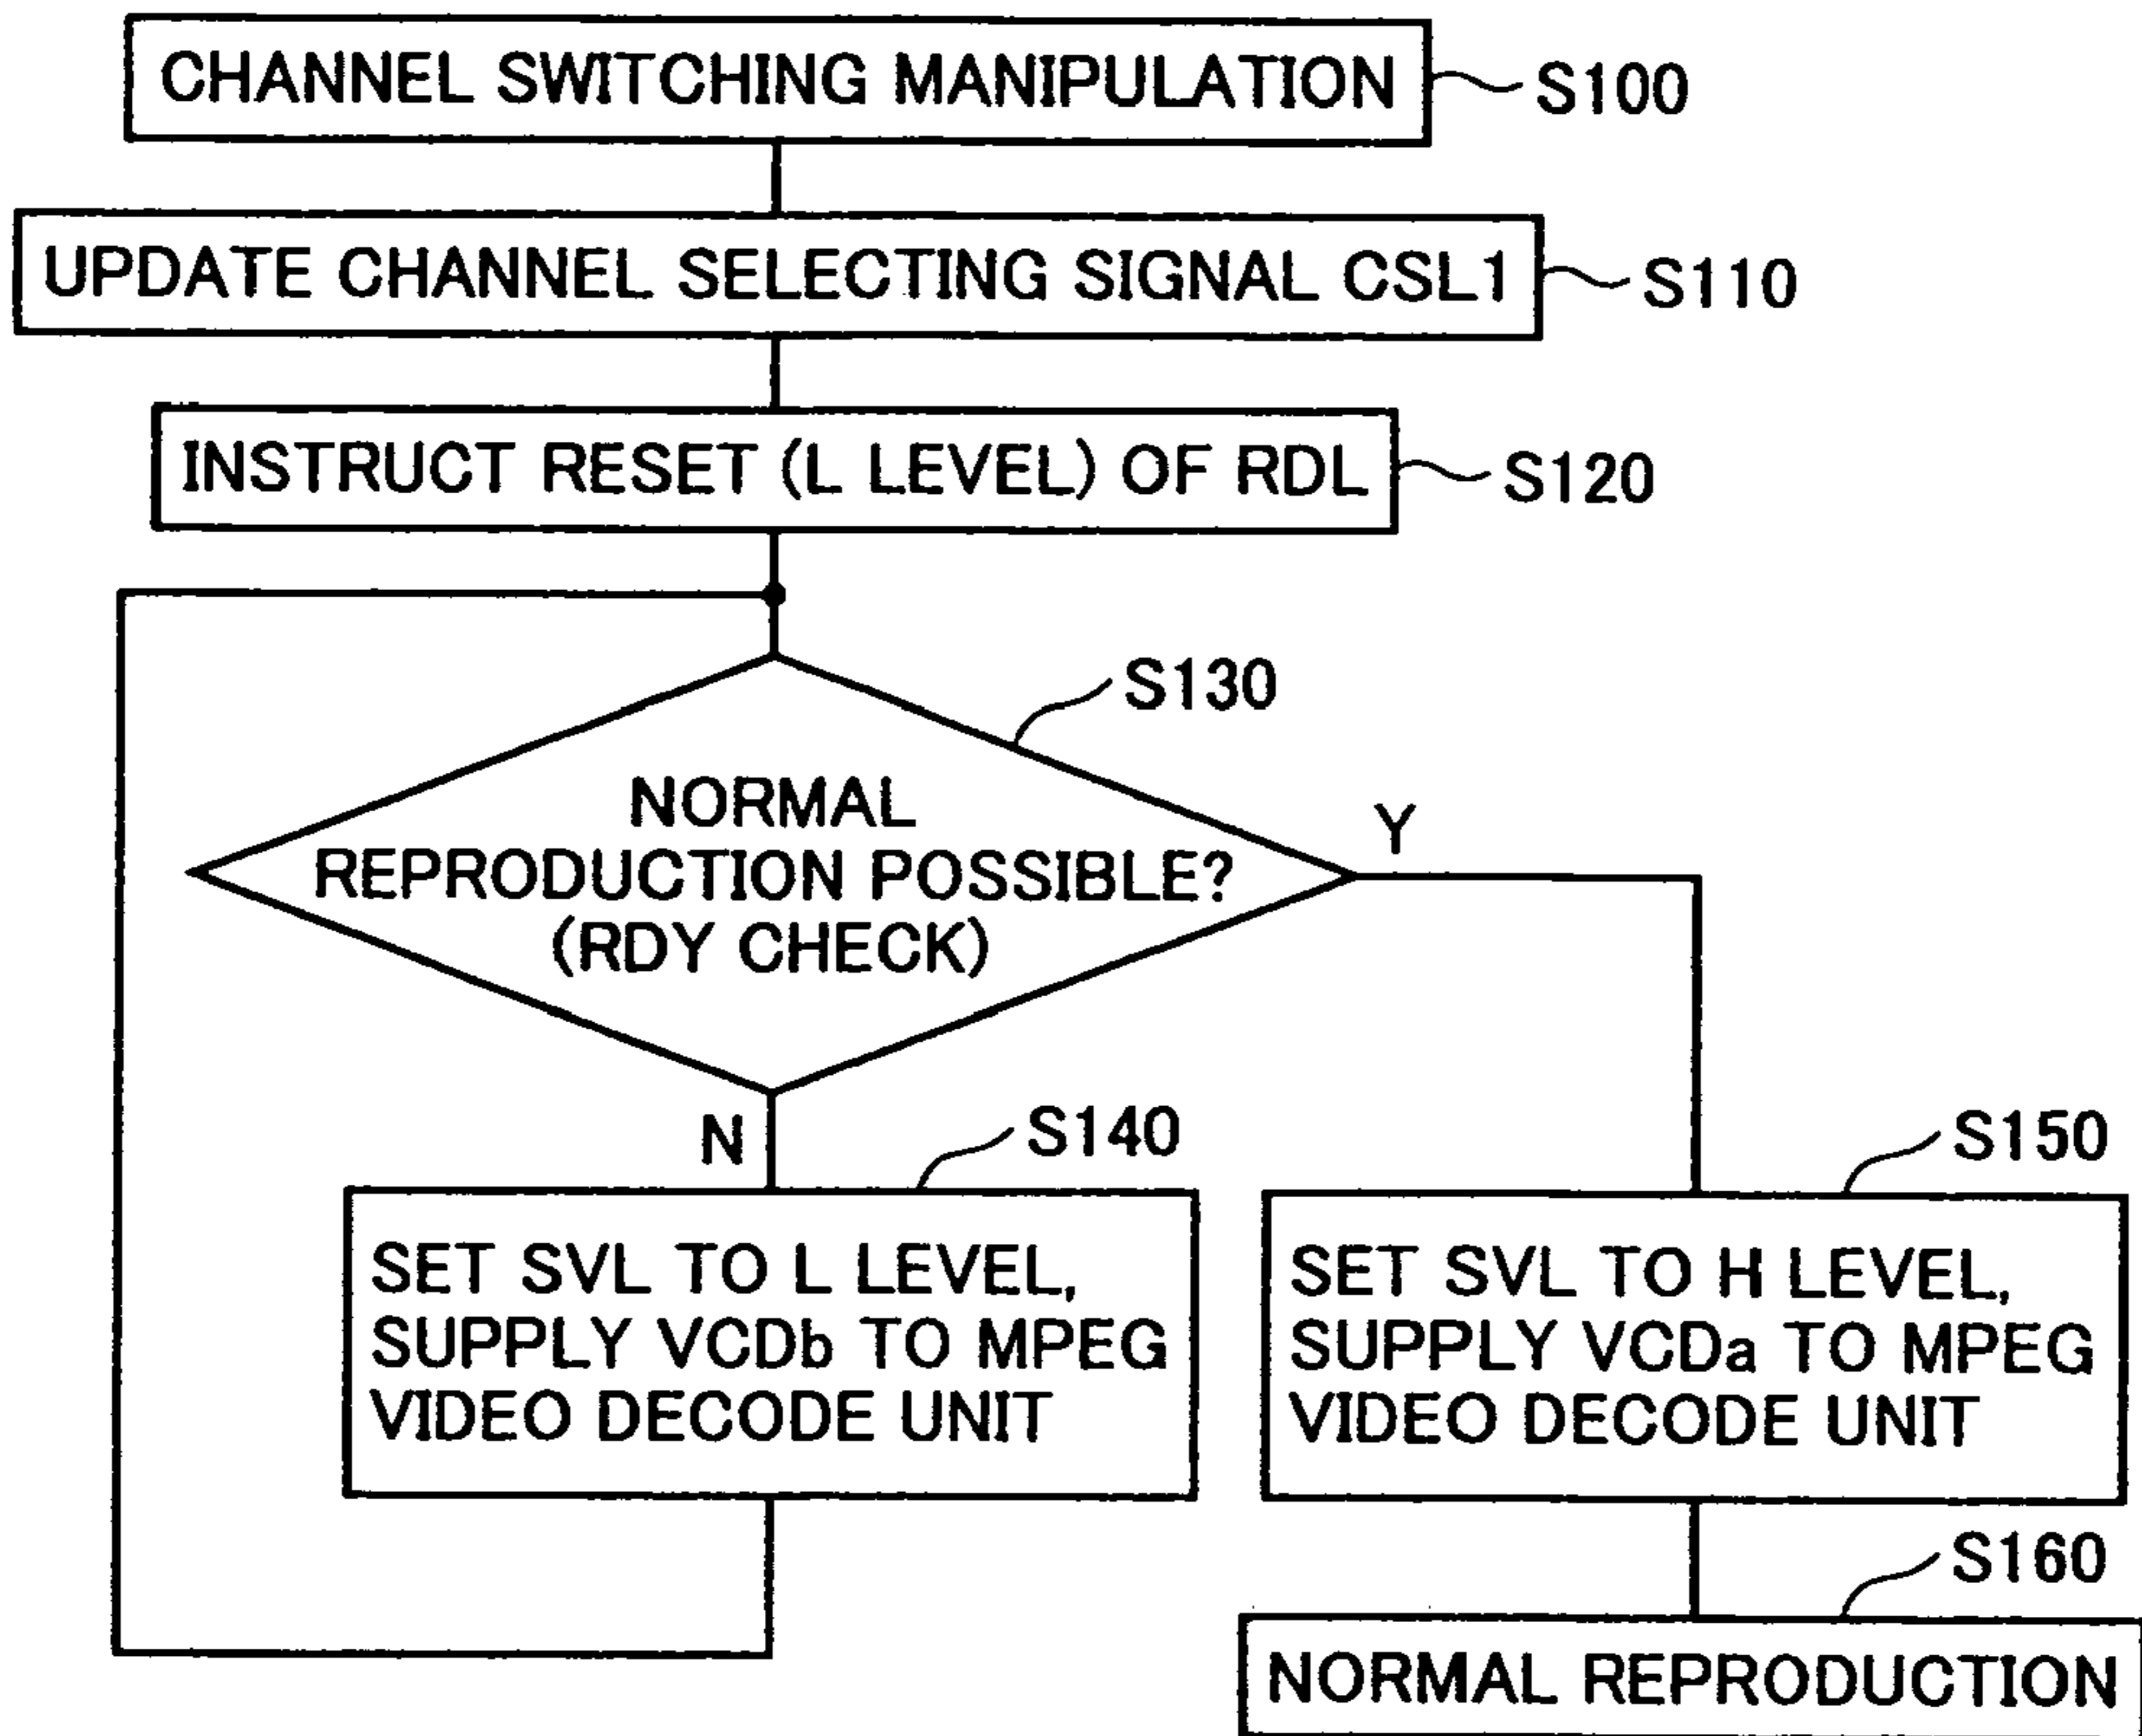 CHANNEL SWITCHING MANIPULATION
S100
UPDATE CHANNEL SELECTING SIGNAL CSL1
S110
INSTRUCT RESET (L LEVEL) OF RDL
S120
S130
NORMAL
REPRODUCTION POSSIBLE?
(RDY CHECK)
Y
N
S140
SET SVL TO L LEVEL,
SUPPLY VCDb TO MPEG
VIDEO DECODE UNIT
S150
SET SVL TO H LEVEL,
SUPPLY VCDa TO MPEG
VIDEO DECODE UNIT
S160
NORMAL REPRODUCTION